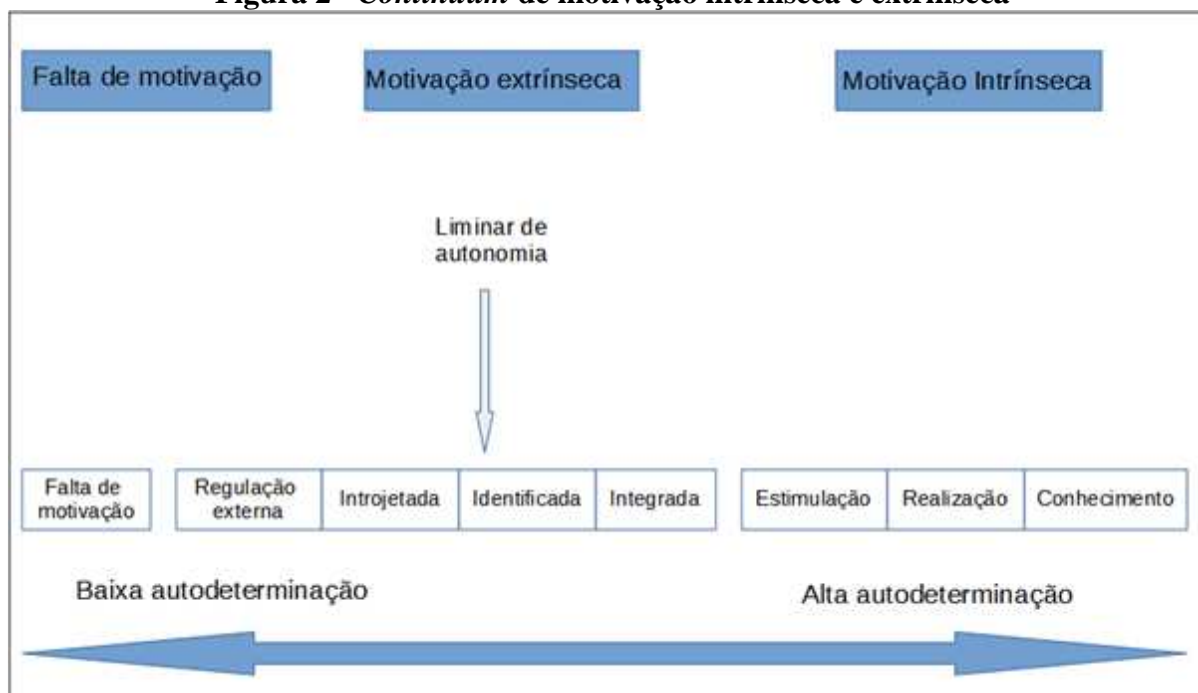 Figura 2 - Continuum de motivação intrínseca e extrínseca
Falta de motivação
Motivação extrínseca
Motivação Intrínseca
Liminar de
autonomia
Falta de
motivação
Regulação
externa
Introjetada
Identificada
Integrada
Estimulação
Realização
Conhecimento
Baixa autodeterminação
Alta autodeterminação